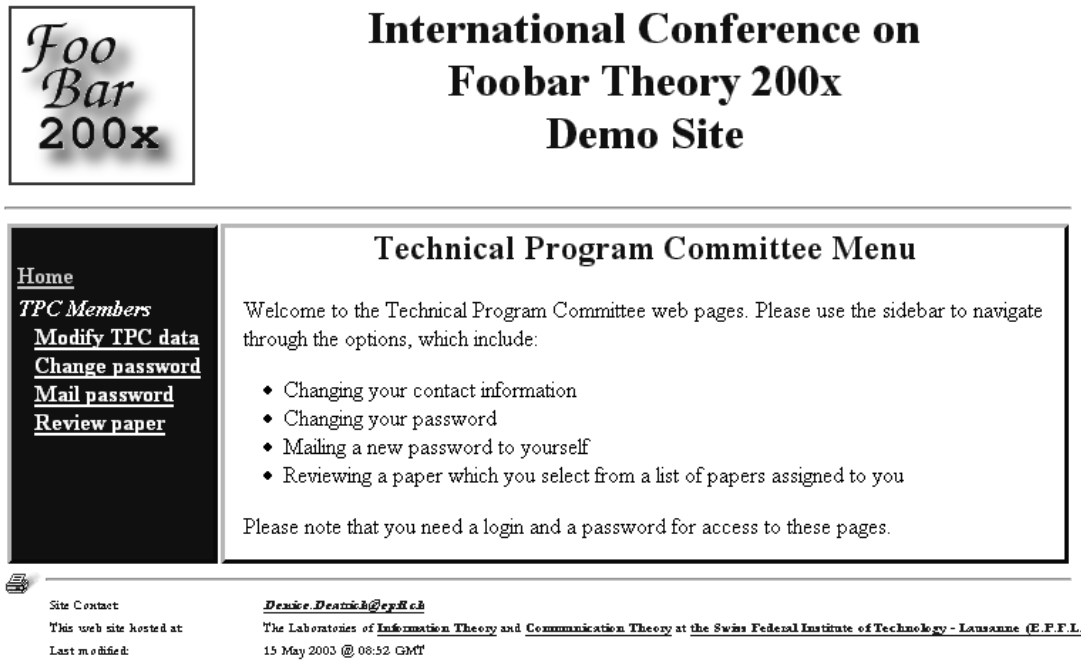 Foo
Bar
200x
International Conference on
Foobar Theory 200x
Demo Site
Home
TPC Members
Modify TPC data
Change password
Mail password
Review paper
Technical Program Committee Menu
Welcome to the Technical Program Committee web pages. Please use the sidebar to navigate
through the options, which include:
• Changing your contact information
• Changing your password
• Mailing a new password to yourself
• Reviewing a paper which you select from a list of papers assigned to you
Please note that you need a login and a password for access to these pages.
Site Contact: Denice.Deatrich@epfl.ch
This web site hosted at: The Laboratories of Information Theory and Communication Theory at the Swiss Federal Institute of Technology - Lausanne (E.P.F.L.
Last modified: 15 May 2003 @ 08:52 GMT